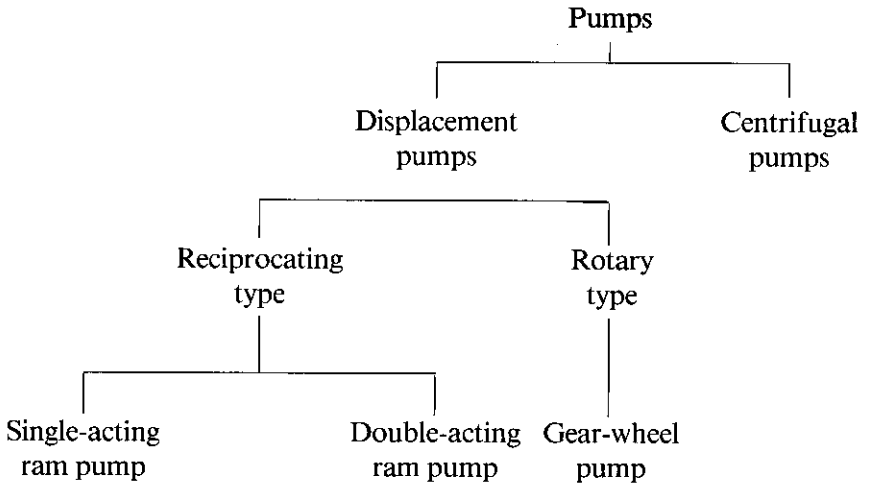 Pumps
Displacement
pumps
Centrifugal
pumps
Reciprocating
type
Rotary
type
Single-acting
ram pump
Double-acting
ram pump
Gear-wheel
pump